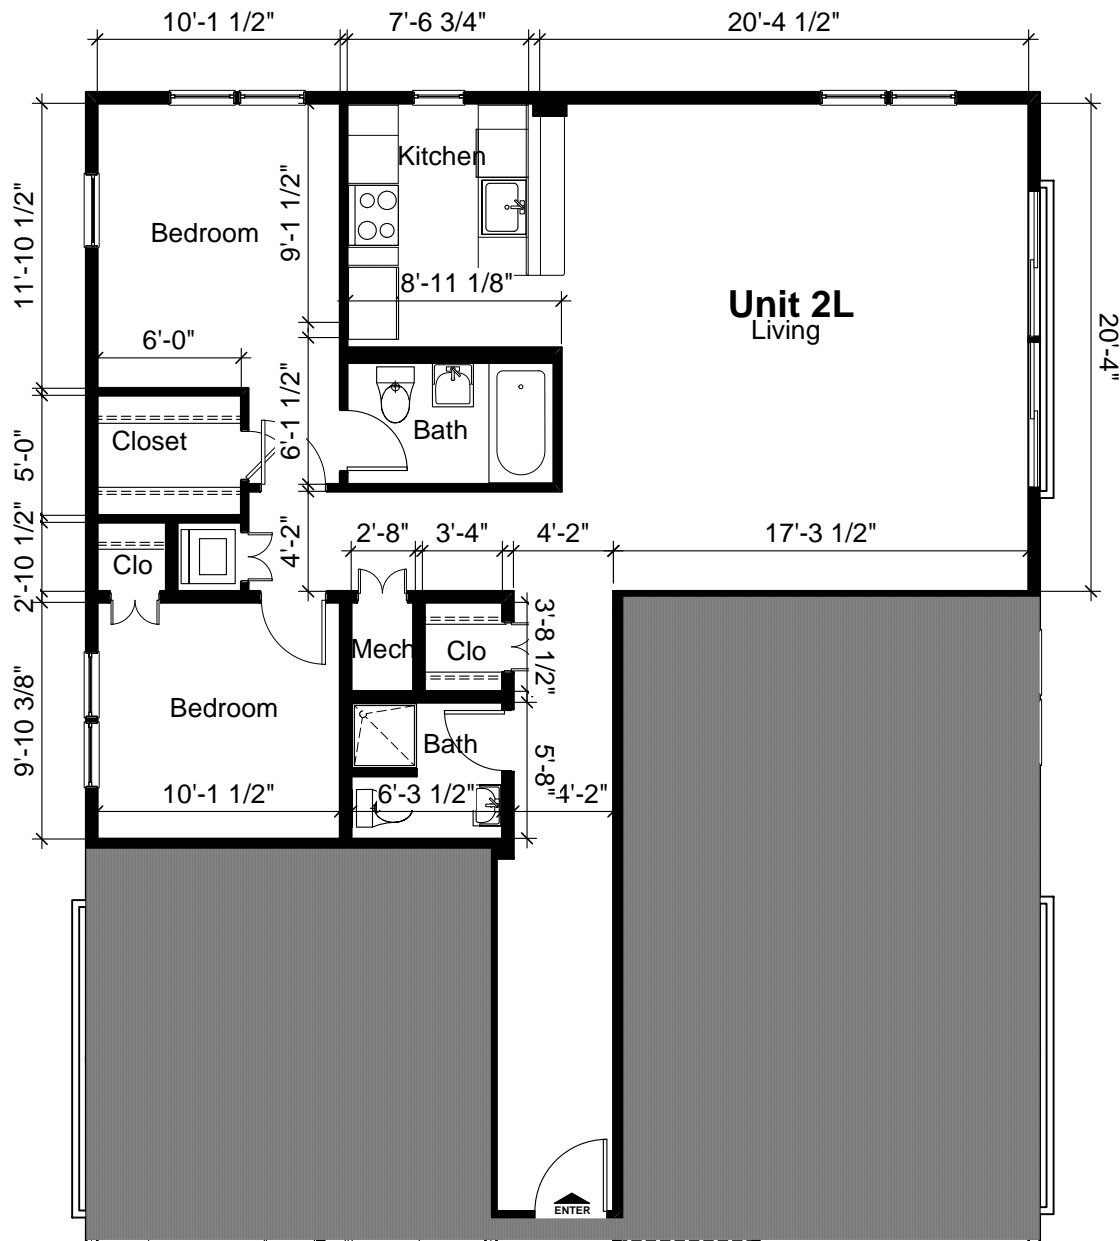 10'-1 1/2"
7'-6 3/4"
20'-4 1/2"
11'-10 1/2"
9'-1 1/2"
Kitchen
Bedroom
8'-11 1/8"
Unit 2L
Living
20'-4"
6'-0"
6'-1 1/2"
Closet
Bath
5'-0"
2'-10 1/2"
4'-2"
2'-8"
3'-4"
4'-2"
17'-3 1/2"
Clo
3'-8 1/2"
Mech
Clo
9'-10 3/8"
Bedroom
Bath
5'-8"
10'-1 1/2"
6'-3 1/2"
4'-2"
ENTER